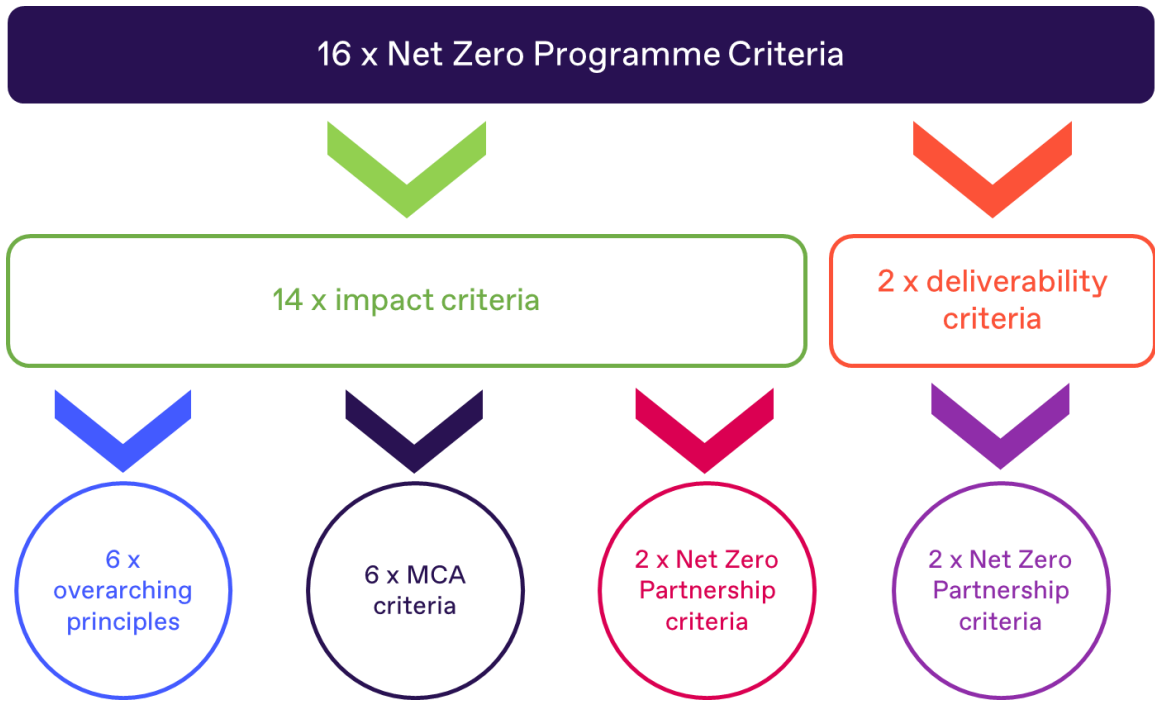 16 x Net Zero Programme Criteria
14 x impact criteria
2 x deliverability
criteria
6 x
overarching
principles
6 x MCA
criteria
2 x Net Zero
Partnership
criteria
2 x Net Zero
Partnership
criteria